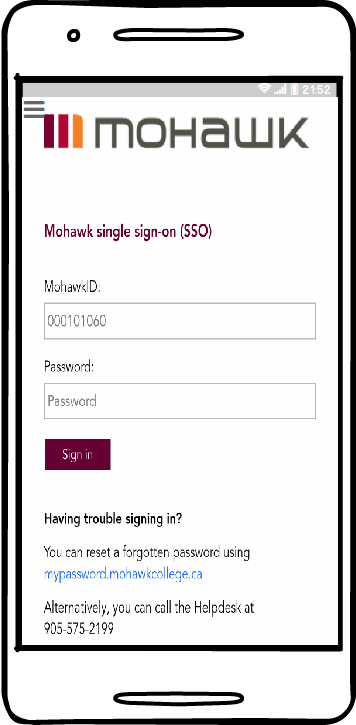 21:52
mohawk
Mohawk single sign-on (SSO)
MohawkID:
000101060
Password:
Password
Sign in
Having trouble signing in?
You can reset a forgotten password using
mypassword.mohawkcollege.ca
Alternatively, you can call the Helpdesk at
905-575-2199